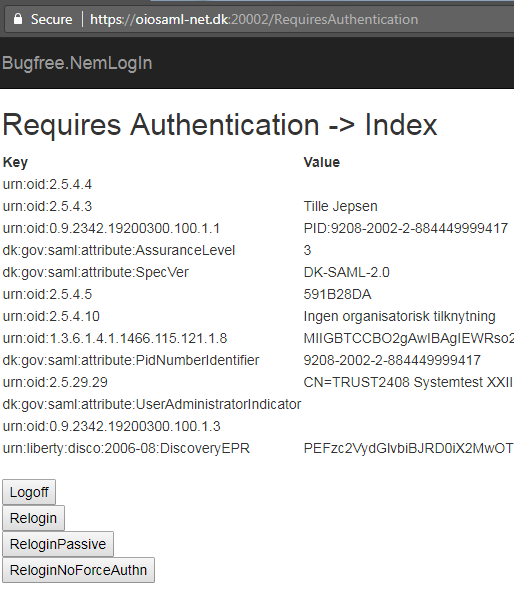 Secure https://oiosaml-net.dk:20002/RequiresAuthentication
Bugfree.NemLogIn
Requires Authentication -> Index
Key Value
urn:oid:2.5.4.4
urn:oid:2.5.4.3 Tille Jepsen
urn:oid:0.9.2342.19200300.100.1.1 PID:9208-2002-2-884449999417
dk:gov:saml:attribute:AssuranceLevel 3
dk:gov:saml:attribute:SpecVer DK-SAML-2.0
urn:oid:2.5.4.5 591B28DA
urn:oid:2.5.4.10 Ingen organisatorisk tilknytning
urn:oid:1.3.6.1.4.1.1466.115.121.1.8 MIIGBTCCBO2gAwIBAgIEWRso2
dk:gov:saml:attribute:PidNumberIdentifier 9208-2002-2-884449999417
urn:oid:2.5.29.29 CN=TRUST2408 Systemtest XXII
dk:gov:saml:attribute:UserAdministratorIndicator
urn:oid:0.9.2342.19200300.100.1.3
urn:liberty:disco:2006-08:DiscoveryEPR PEFzc2VydGlvbiBJRD0iX2MwOT
Logoff
Relogin
ReloginPassive
ReloginNoForceAuthn